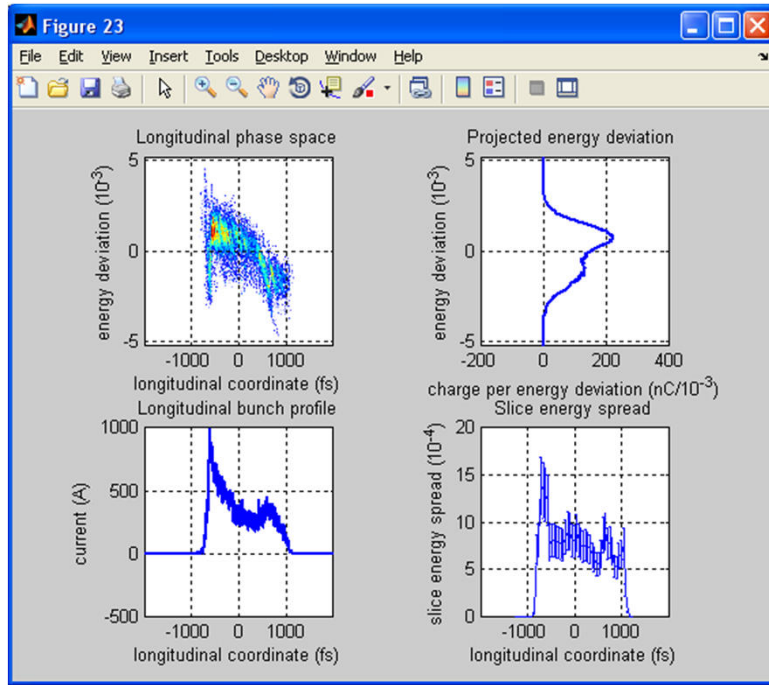 Figure 23
File Edit View Insert Tools Desktop Window Help
Longitudinal phase space
5
0
-5
energy deviation (10^-3)
-1000 0 1000
longitudinal coordinate (fs)
Projected energy deviation
5
0
-5
energy deviation (10^-3)
-200 0 200 400
charge per energy deviation (nC/10^-3)
Longitudinal bunch profile
1000
500
0
-500
current (A)
-1000 0 1000
longitudinal coordinate (fs)
Slice energy spread
20
15
10
5
0
slice energy spread (10^-4)
-1000 0 1000
longitudinal coordinate (fs)